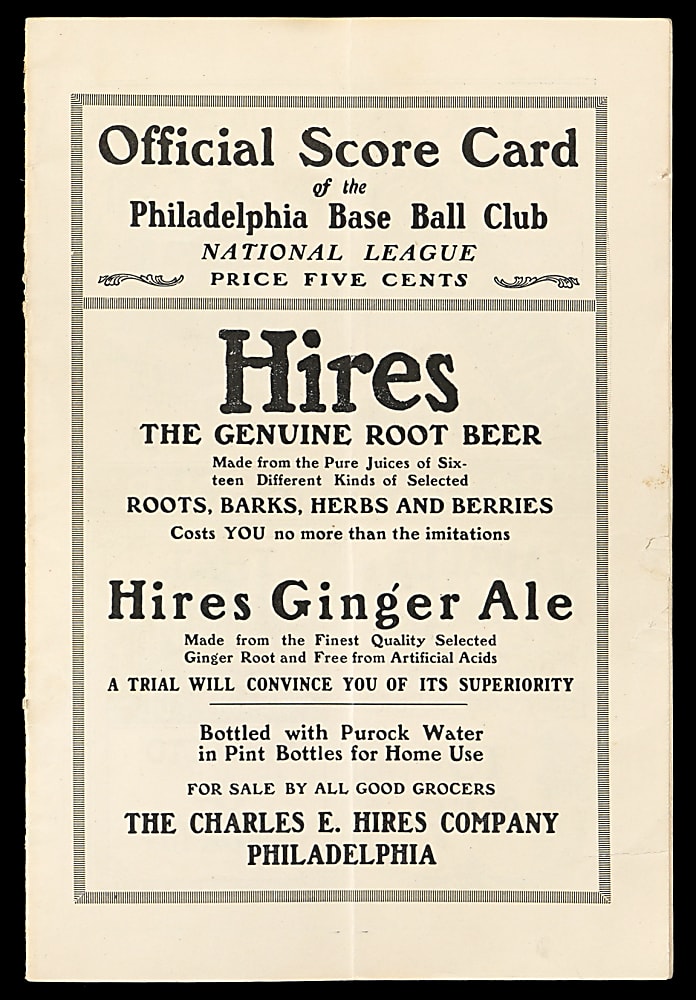 Official Score Card
of the
Philadelphia Base Ball Club
NATIONAL LEAGUE
PRICE FIVE CENTS
Hires
THE GENUINE ROOT BEER
Made from the Pure Juices of Six-
teen Different Kinds of Selected
ROOTS, BARKS, HERBS AND BERRIES
Costs YOU no more than the imitations
Hires Ginger Ale
Made from the Finest Quality Selected
Ginger Root and Free from Artificial Acids
A TRIAL WILL CONVINCE YOU OF ITS SUPERIORITY
Bottled with Purock Water
in Pint Bottles for Home Use
FOR SALE BY ALL GOOD GROCERS
THE CHARLES E. HIRES COMPANY
PHILADELPHIA